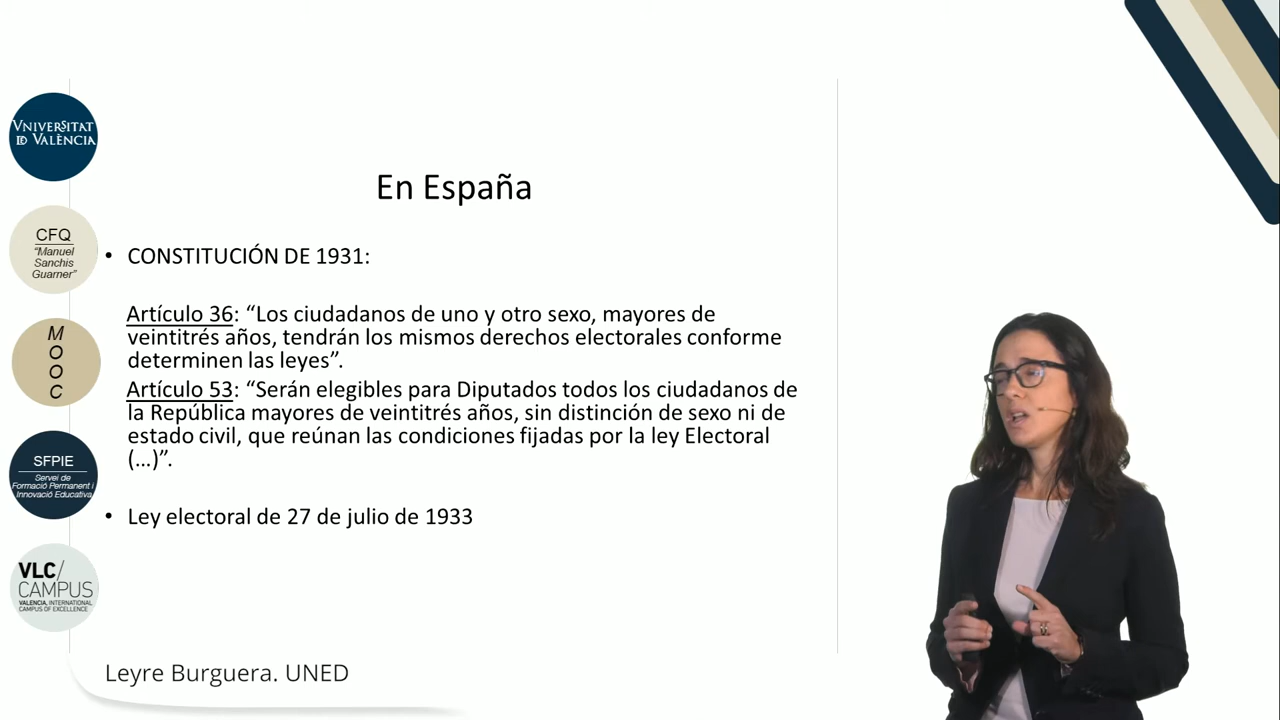 VNIVERSITAT
ID VALÈNCIA
CFQ
“Manuel
Sanchis
Guarner”
M
O
O
C
SFPIE
Servei de
Formació Permanent i
Innovació Educativa
VLC/
CAMPUS
VALENCIA, INTERNATIONAL
CAMPUS OF EXCELLENCE
En España
• CONSTITUCIÓN DE 1931:
Artículo 36: “Los ciudadanos de uno y otro sexo, mayores de
veintitrés años, tendrán los mismos derechos electorales conforme
determinen las leyes”.
Artículo 53: “Serán elegibles para Diputados todos los ciudadanos de
la República mayores de veintitrés años, sin distinción de sexo ni de
estado civil, que reúnan las condiciones fijadas por la ley Electoral
(...)”.
• Ley electoral de 27 de julio de 1933
Leyre Burguera. UNED